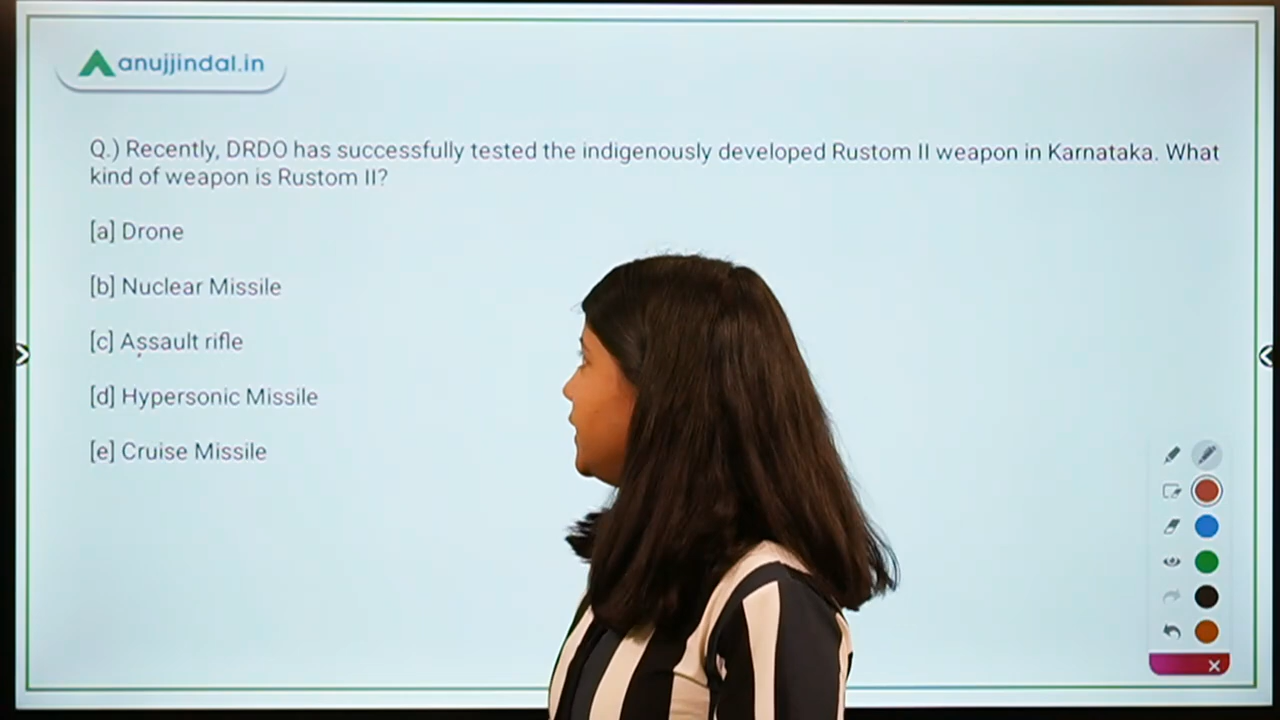 anujjindal.in
Q.) Recently, DRDO has successfully tested the indigenously developed Rustom II weapon in Karnataka. What
kind of weapon is Rustom II?
[a] Drone
[b] Nuclear Missile
[c] Assault rifle
[d] Hypersonic Missile
[e] Cruise Missile